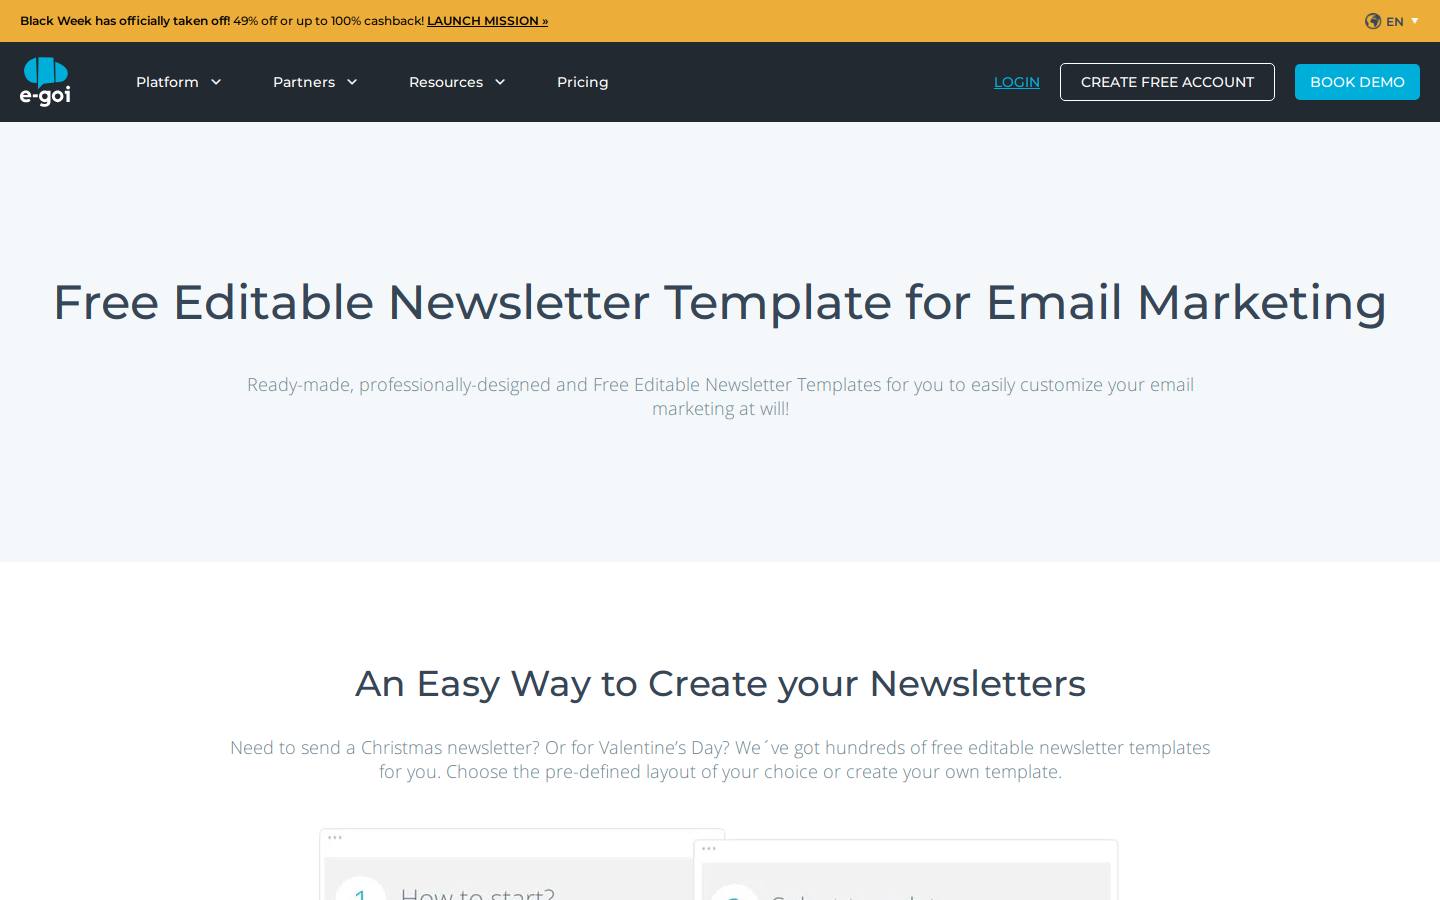 Black Week has officially taken off! 49% off or up to 100% cashback! LAUNCH MISSION »
EN
e-goi
Platform
Partners
Resources
Pricing
LOGIN
CREATE FREE ACCOUNT
BOOK DEMO
Free Editable Newsletter Template for Email Marketing
Ready-made, professionally-designed and Free Editable Newsletter Templates for you to easily customize your email
marketing at will!
An Easy Way to Create your Newsletters
Need to send a Christmas newsletter? Or for Valentine’s Day? We´ve got hundreds of free editable newsletter templates
for you. Choose the pre-defined layout of your choice or create your own template.
1
How to start?